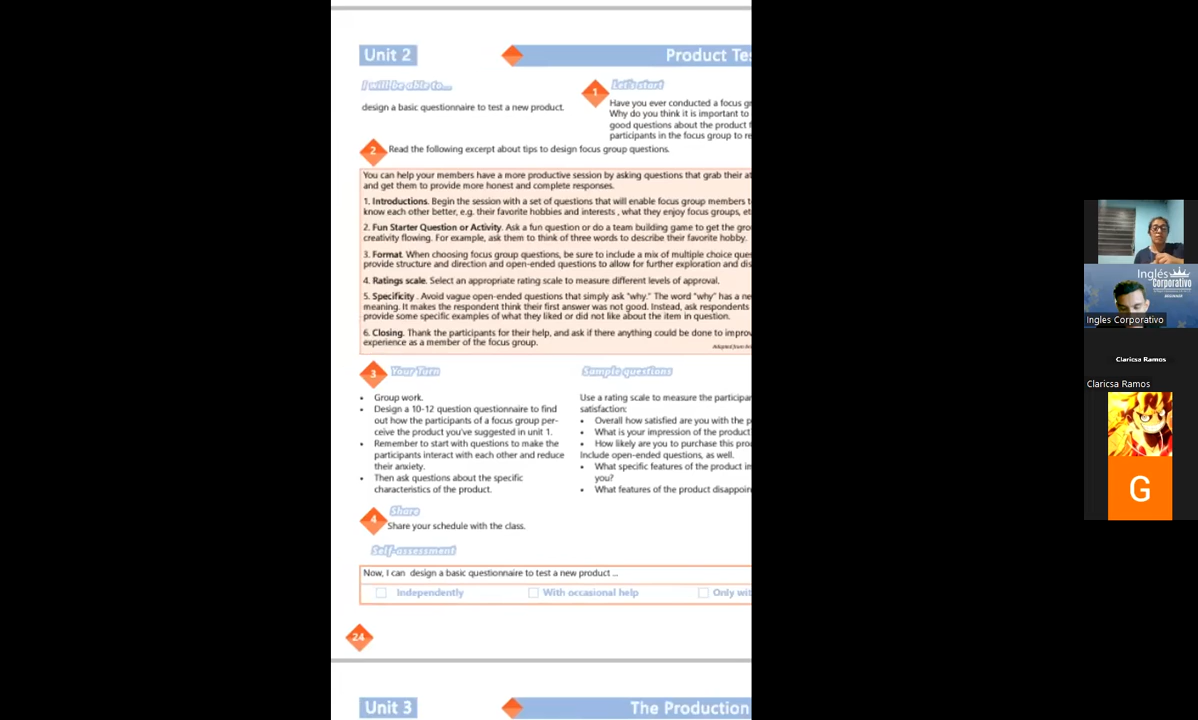 Unit 2
Product Te
I will be able to...
design a basic questionnaire to test a new product.
1
Let's start
Have you ever conducted a focus
Why do you think it is important to
good questions about the product
participants in the focus group to
2
Read the following excerpt about tips to design focus group questions.
You can help your members have a more productive session by asking questions that grab their
and get them to provide more honest and complete responses.
1. Introductions. Begin the session with a set of questions that will enable focus group members
know each other better, e.g. their favorite hobbies and interests , what they enjoy focus groups,
2. Fun Starter Question or Activity. Ask a fun question or do a team building game to get the
creativity flowing. For example, ask them to think of three words to describe their favorite hobby.
3. Format. When choosing focus group questions, be sure to include a mix of multiple choice
provide structure and direction and open-ended questions to allow for further exploration and
4. Ratings scale. Select an appropriate rating scale to measure different levels of approval.
5. Specificity . Avoid vague open-ended questions that simply ask "why." The word "why" has a
meaning. It makes the respondent think their first answer was not good. Instead, ask respondents
provide some specific examples of what they liked or did not like about the item in question.
6. Closing. Thank the participants for their help, and ask if there anything could be done to
experience as a member of the focus group.
Adapted from
3
Your Turn
• Group work.
• Design a 10-12 question questionnaire to find
out how the participants of a focus group per-
ceive the product you've suggested in unit 1.
• Remember to start with questions to make the
participants interact with each other and reduce
their anxiety.
• Then ask questions about the specific
characteristics of the product.
Sample questions
Use a rating scale to measure the
satisfaction:
• Overall how satisfied are you with the
• What is your impression of the product
• How likely are you to purchase this
Include open-ended questions, as well.
• What specific features of the product
you?
• What features of the product
4
Share
Share your schedule with the class.
Self-assessment
Now, I can design a basic questionnaire to test a new product ...
Independently
With occasional help
Only
24
Unit 3
The Production
Inglés
Corporativo
BEGINNER
Ingles Corporativo
Claricsa Ramos
Claricsa Ramos
G